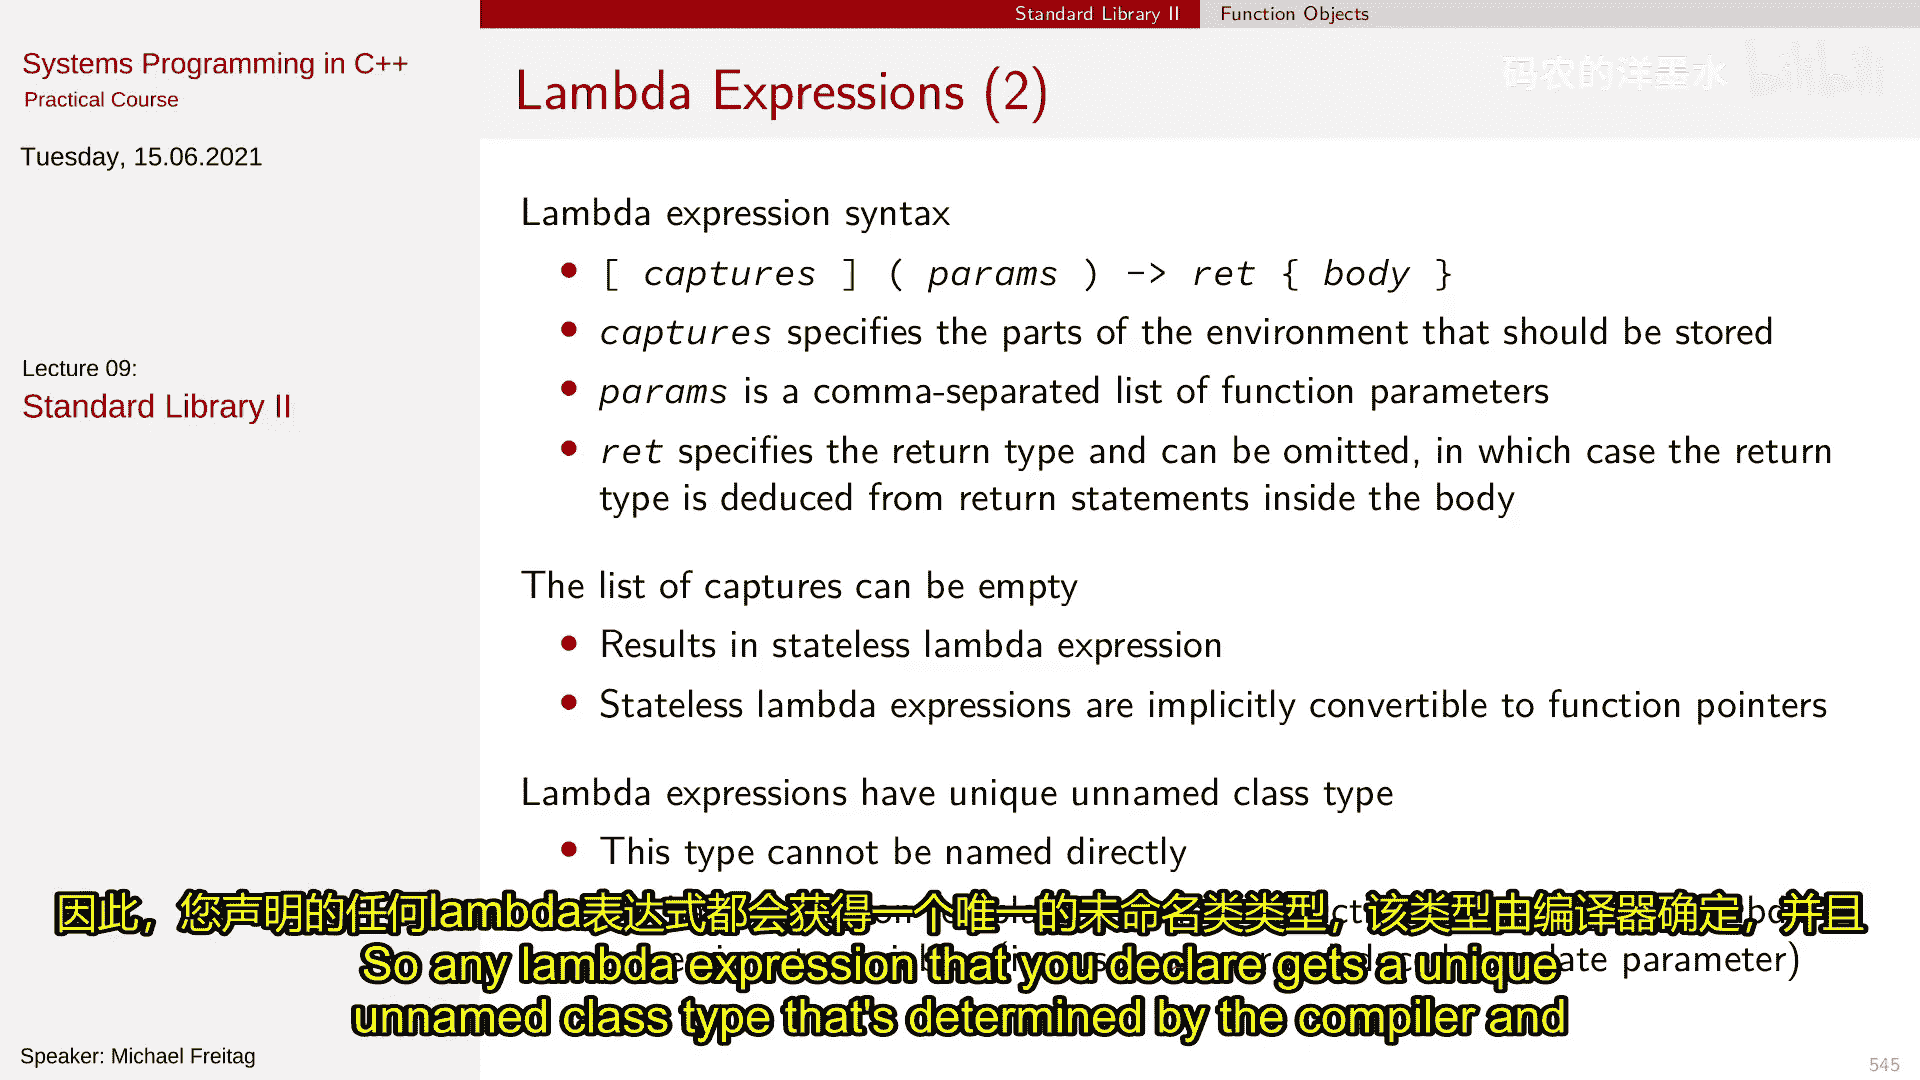 Standard Library II
Function Objects
Systems Programming in C++
Practical Course
Tuesday, 15.06.2021
Lecture 09:
Standard Library II
Speaker: Michael Freitag
Lambda Expressions (2)
码农的洋墨水 bilibili
Lambda expression syntax
• [ captures ] ( params ) -> ret { body }
• captures specifies the parts of the environment that should be stored
• params is a comma-separated list of function parameters
• ret specifies the return type and can be omitted, in which case the return
type is deduced from return statements inside the body
The list of captures can be empty
• Results in stateless lambda expression
• Stateless lambda expressions are implicitly convertible to function pointers
Lambda expressions have unique unnamed class type
• This type cannot be named directly
parameter)
因此，您声明的任何lambda表达式都会获得一个唯一的未命名类类型，该类型由编译器确定，并且
So any lambda expression that you declare gets a unique
unnamed class type that's determined by the compiler and
545